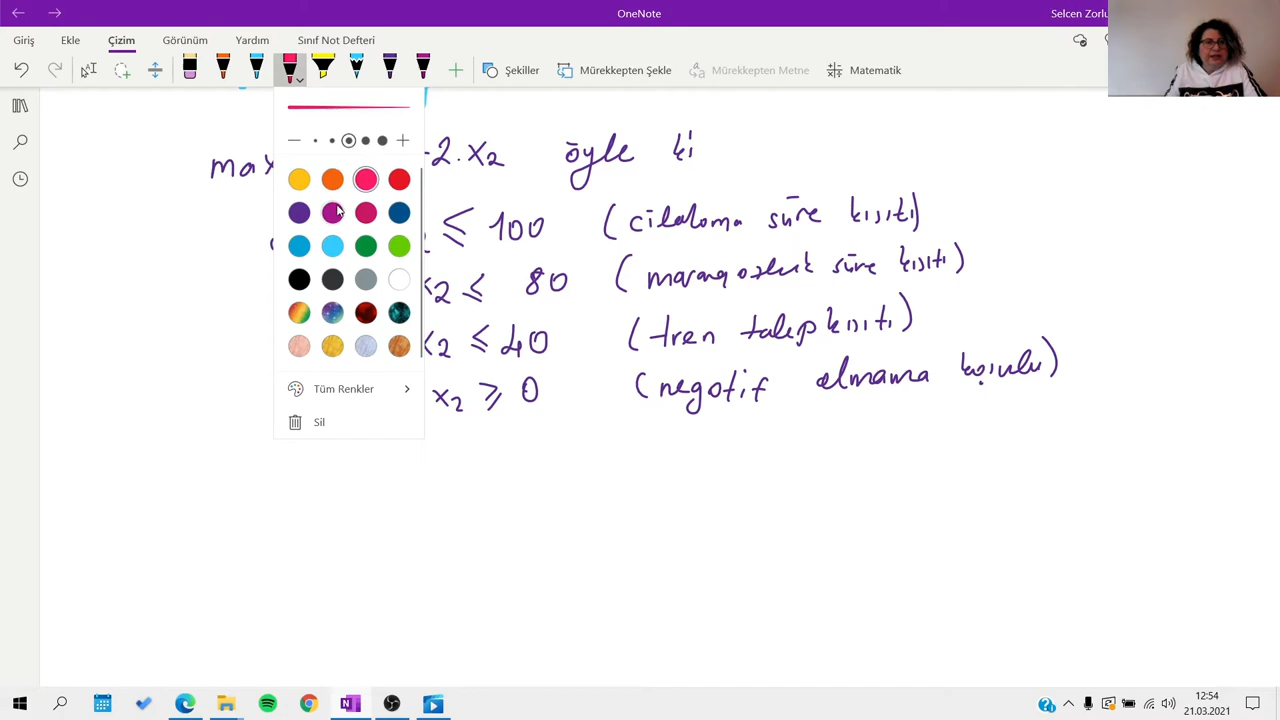 OneNote
Selcen Zorlu
Giriş Ekle Çizim Görünüm Yardım Sınıf Not Defteri
Şekiller Mürekkepten Şekle Mürekkepten Metne Matematik
max -2.x2 öyle ki
≤ 100 (cilalama süre kısıtı)
x2 ≤ 80 (marangozluk süre kısıtı)
x2 ≤ 40 (tren talep kısıtı)
x2 ≥ 0 (negatif olmama koşulu)
Tüm Renkler
Sil
12:54
21.03.2021